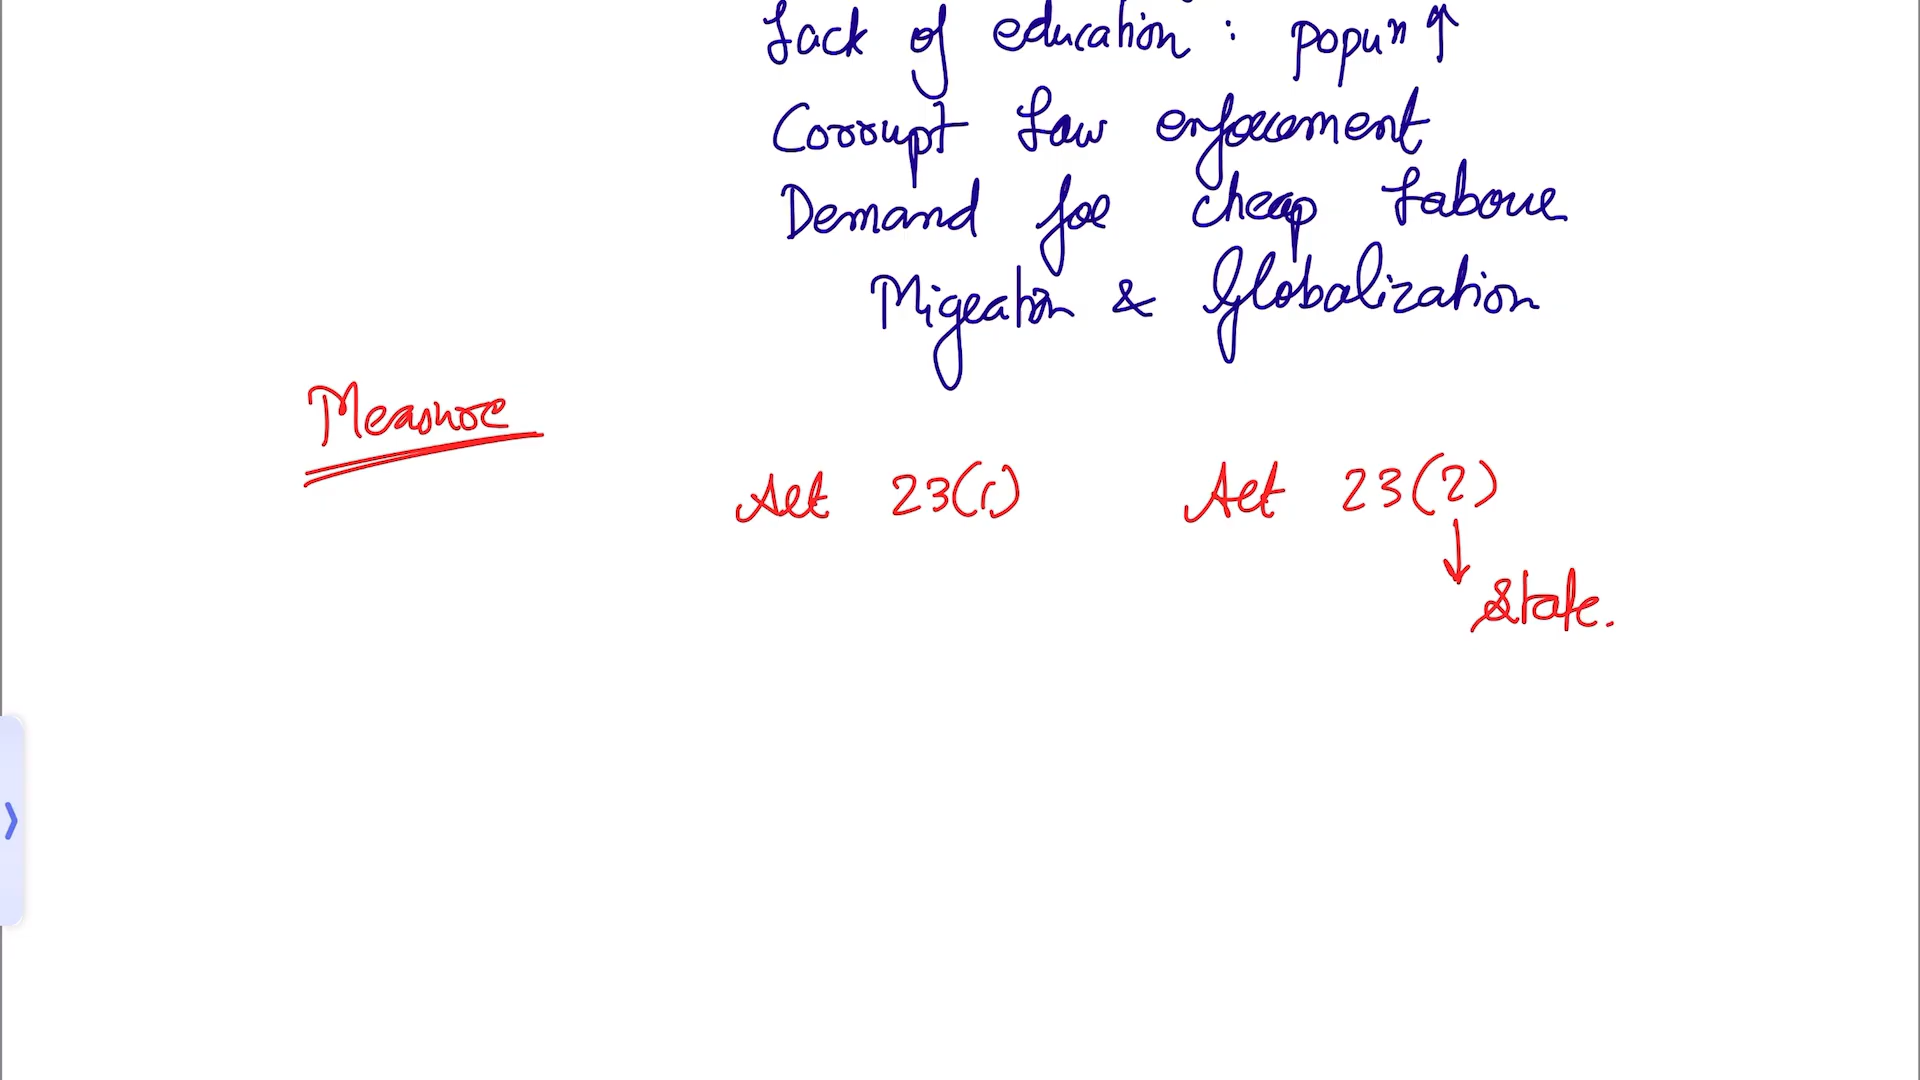 Lack of education : popuⁿ ↑
Corrupt Law enforcement
Demand for cheap Labour
Migration & Globalization
Measure
Art 23(1) Art 23(2)
↓
State.